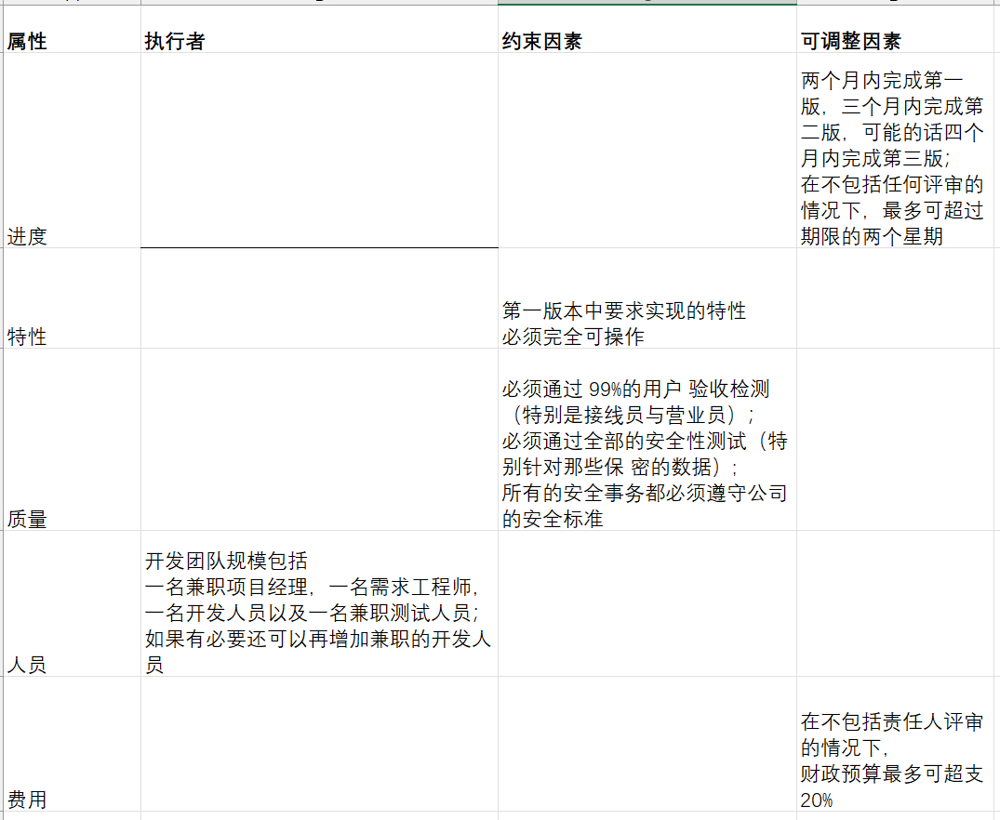 属性
执行者
约束因素
可调整因素
两个月内完成第一
版，三个月内完成第
二版，可能的话四个
月内完成第三版；
在不包括任何评审的
情况下，最多可超过
期限的两个星期
进度
第一版本中要求实现的特性
必须完全可操作
特性
必须通过 99%的用户 验收检测
（特别是接线员与营业员）；
必须通过全部的安全性测试（特
别针对那些保 密的数据）；
所有的安全事务都必须遵守公司
的安全标准
质量
开发团队规模包括
一名兼职项目经理，一名需求工程师，
一名开发人员以及一名兼职测试人员；
如果有必要还可以再增加兼职的开发人
员
人员
在不包括责任人评审
的情况下，
财政预算最多可超支
20%
费用